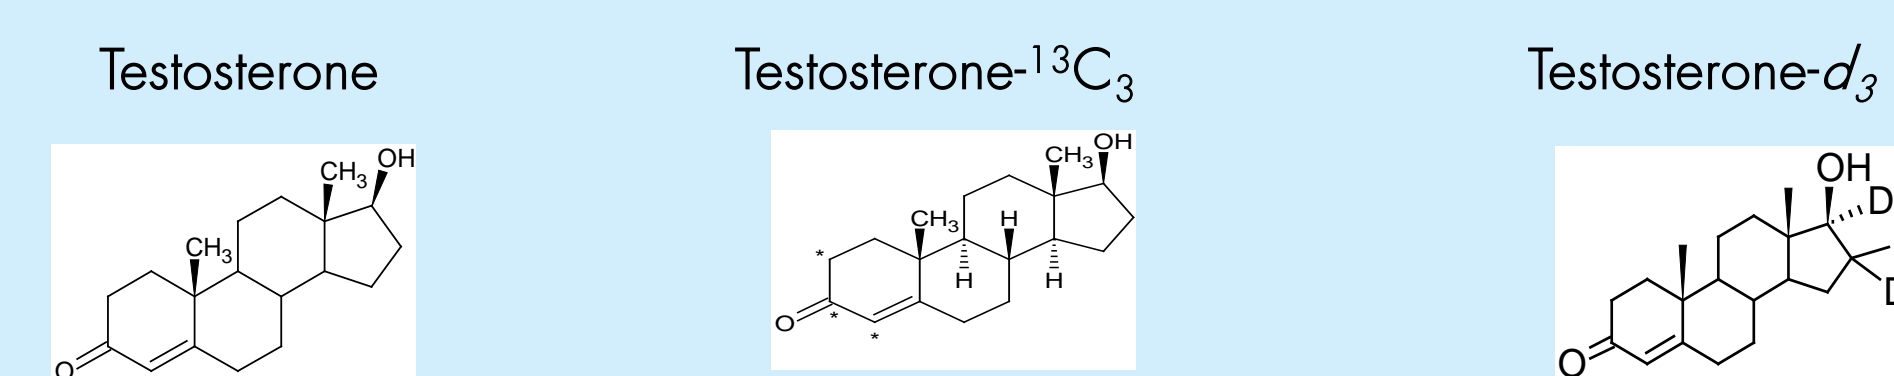 Testosterone
Testosterone-¹³C₃
Testosterone-d₃
OH
CH₃
CH₃
O
OH
CH₃
CH₃
H
H
H
*
*
*
O
OH
D
O